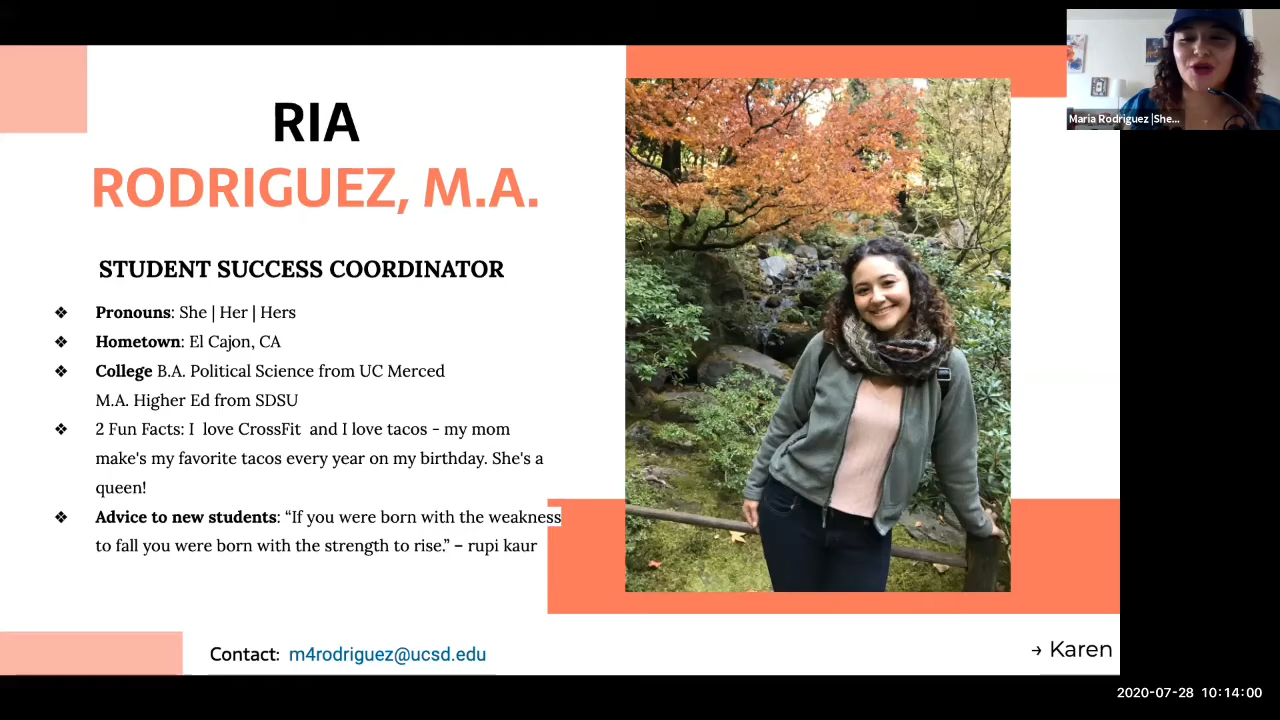 RIA
RODRIGUEZ, M.A.
STUDENT SUCCESS COORDINATOR
❖ Pronouns: She | Her | Hers
❖ Hometown: El Cajon, CA
❖ College B.A. Political Science from UC Merced
M.A. Higher Ed from SDSU
❖ 2 Fun Facts: I love CrossFit and I love tacos - my mom
make's my favorite tacos every year on my birthday. She's a
queen!
❖ Advice to new students: “If you were born with the weakness
to fall you were born with the strength to rise.” – rupi kaur
Contact: m4rodriguez@ucsd.edu
→ Karen
Maria Rodriguez |She...
2020-07-28 10:14:00